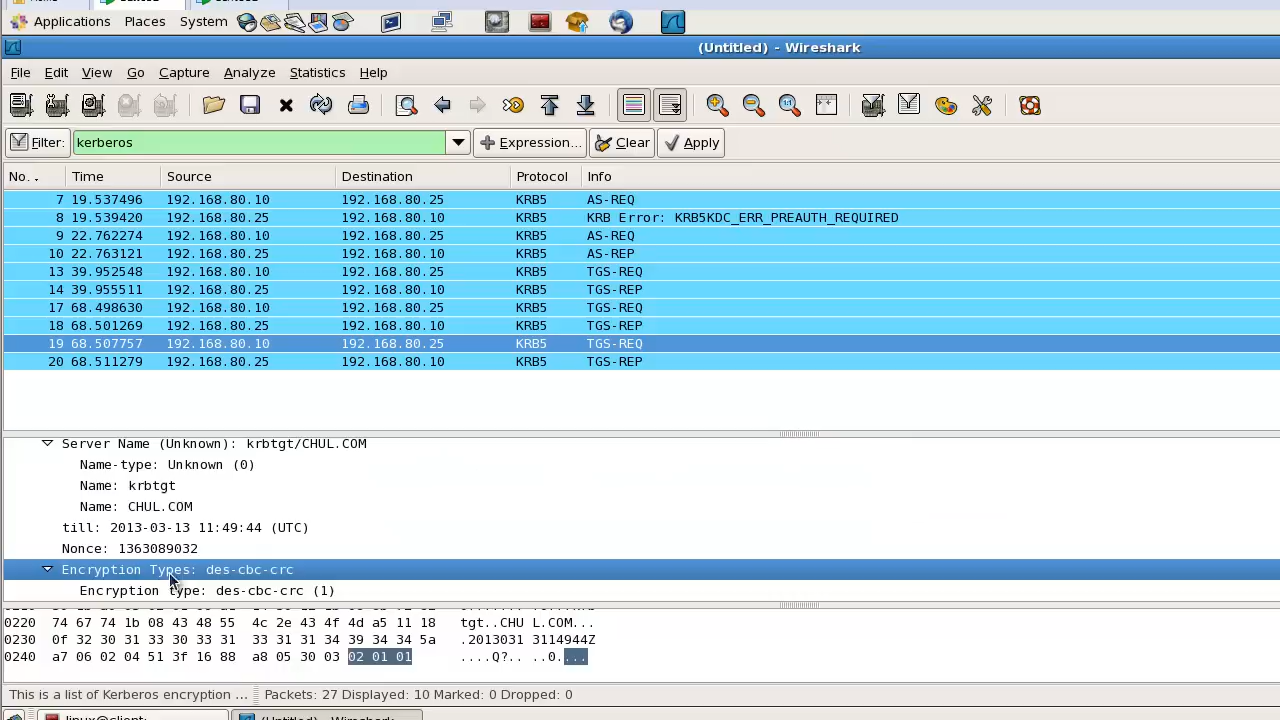 Applications Places System
(Untitled) - Wireshark
File Edit View Go Capture Analyze Statistics Help
Filter: kerberos Expression... Clear Apply
No. . Time Source Destination Protocol Info
7 19.537496 192.168.80.10 192.168.80.25 KRB5 AS-REQ
8 19.539420 192.168.80.25 192.168.80.10 KRB5 KRB Error: KRB5KDC_ERR_PREAUTH_REQUIRED
9 22.762274 192.168.80.10 192.168.80.25 KRB5 AS-REQ
10 22.763121 192.168.80.25 192.168.80.10 KRB5 AS-REP
13 39.952548 192.168.80.10 192.168.80.25 KRB5 TGS-REQ
14 39.955511 192.168.80.25 192.168.80.10 KRB5 TGS-REP
17 68.498630 192.168.80.10 192.168.80.25 KRB5 TGS-REQ
18 68.501269 192.168.80.25 192.168.80.10 KRB5 TGS-REP
19 68.507757 192.168.80.10 192.168.80.25 KRB5 TGS-REQ
20 68.511279 192.168.80.25 192.168.80.10 KRB5 TGS-REP
Server Name (Unknown): krbtgt/CHUL.COM
Name-type: Unknown (0)
Name: krbtgt
Name: CHUL.COM
till: 2013-03-13 11:49:44 (UTC)
Nonce: 1363089032
Encryption Types: des-cbc-crc
Encryption type: des-cbc-crc (1)
0220 74 67 74 1b 08 43 48 55 4c 2e 43 4f 4d a5 11 18 tgt..CHU L.COM...
0230 0f 32 30 31 33 30 33 31 33 31 31 34 39 34 34 5a .2013031 3114944Z
0240 a7 06 02 04 51 3f 16 88 a8 05 30 03 02 01 01 ....Q?.. ..0....
This is a list of Kerberos encryption ... Packets: 27 Displayed: 10 Marked: 0 Dropped: 0
linux@client: (Untitled) - Wireshark